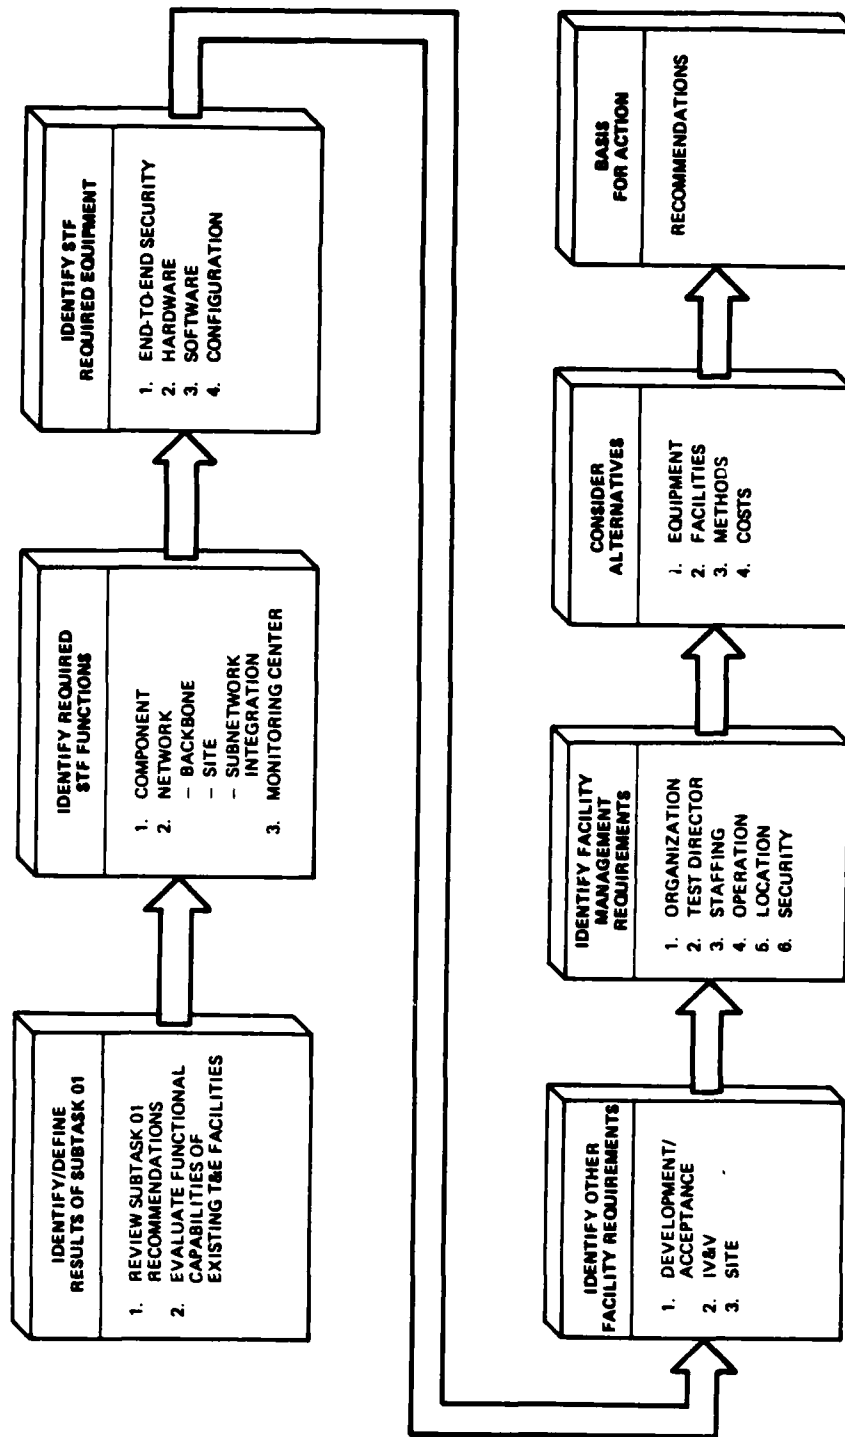 IDENTIFY/DEFINE
RESULTS OF SUBTASK 01
1. REVIEW SUBTASK 01
RECOMMENDATIONS
2. EVALUATE FUNCTIONAL
CAPABILITIES OF
EXISTING T&E FACILITIES
IDENTIFY REQUIRED
STF FUNCTIONS
1. COMPONENT
2. NETWORK
– BACKBONE
– SITE
– SUBNETWORK
INTEGRATION
3. MONITORING CENTER
IDENTIFY STF
REQUIRED EQUIPMENT
1. END-TO-END SECURITY
2. HARDWARE
3. SOFTWARE
4. CONFIGURATION
IDENTIFY OTHER
FACILITY REQUIREMENTS
1. DEVELOPMENT/
ACCEPTANCE
2. IV&V
3. SITE
IDENTIFY FACILITY
MANAGEMENT
REQUIREMENTS
1. ORGANIZATION
2. TEST DIRECTOR
3. STAFFING
4. OPERATION
5. LOCATION
6. SECURITY
CONSIDER
ALTERNATIVES
1. EQUIPMENT
2. FACILITIES
3. METHODS
4. COSTS
BASIS
FOR ACTION
RECOMMENDATIONS